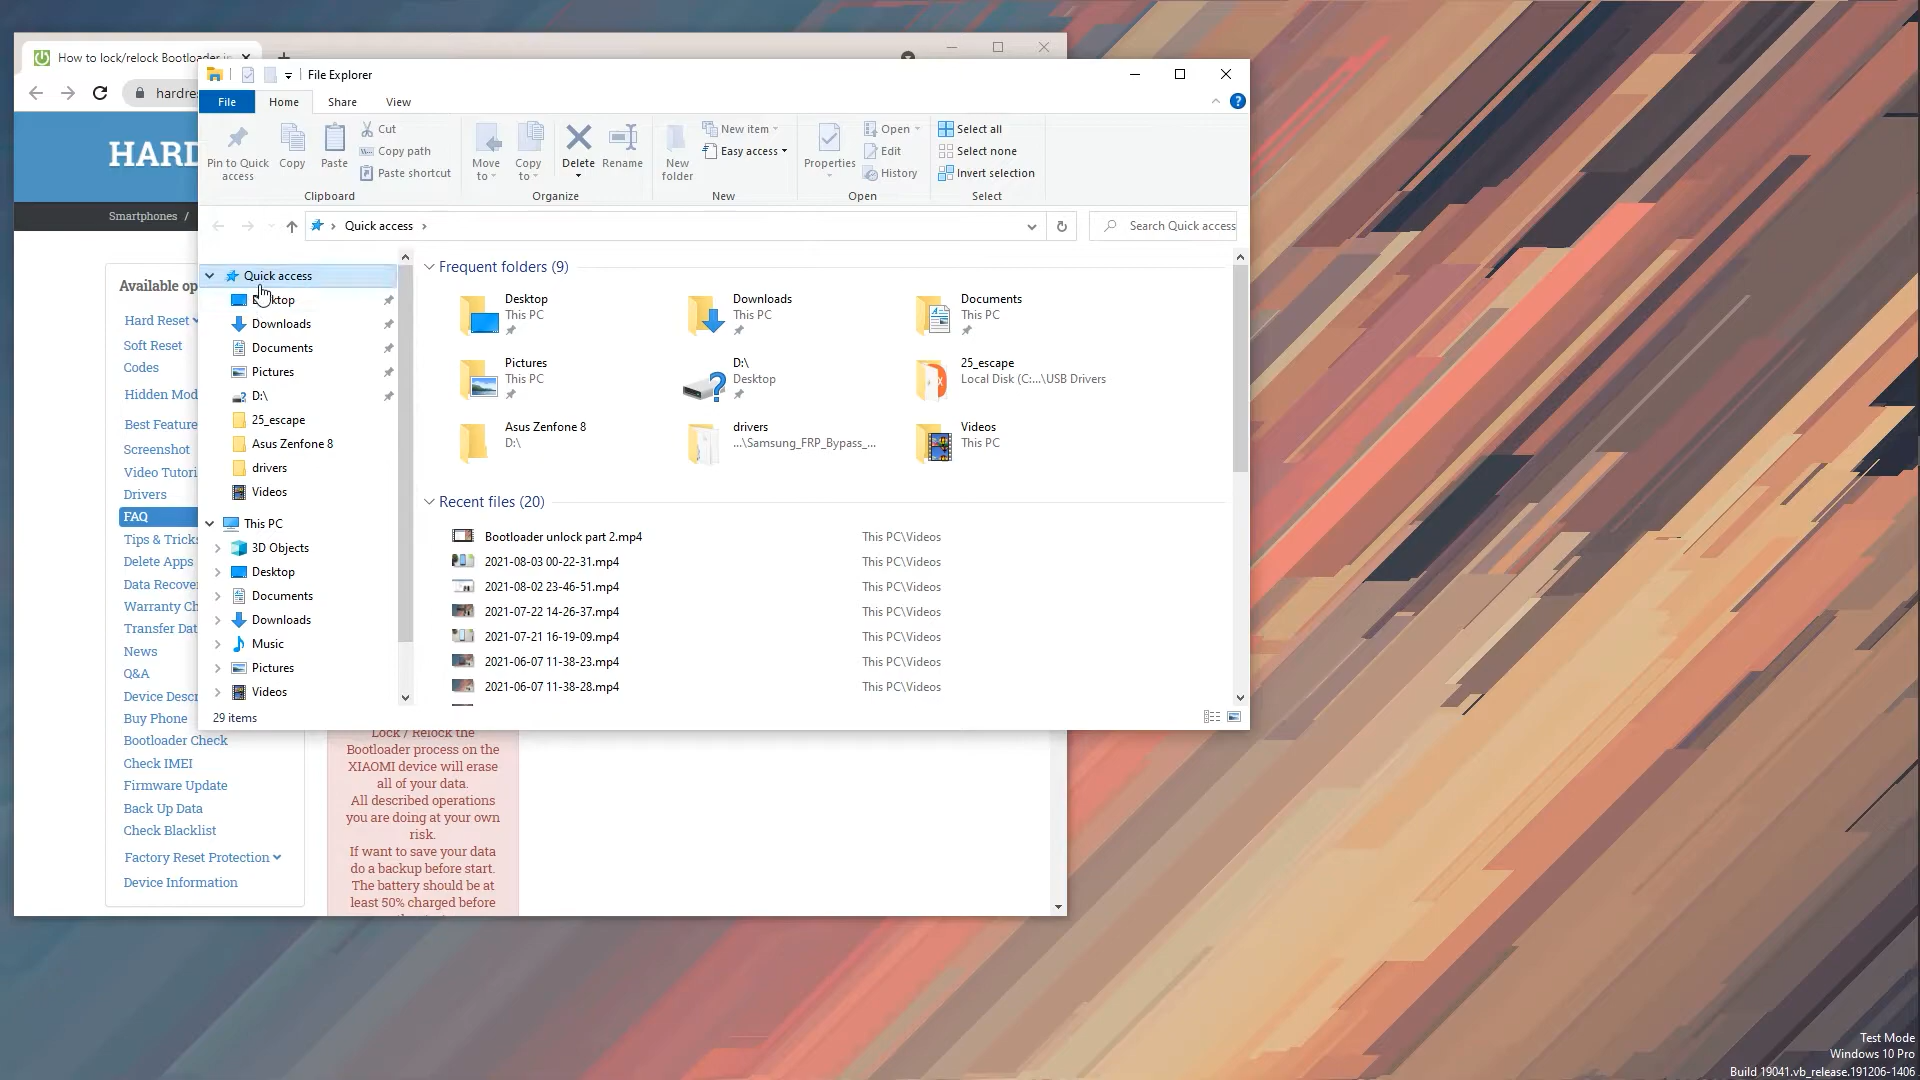 How to lock/relock Bootloader i
hardre
File Explorer
File
Home
Share
View
Pin to Quick access
Copy
Paste
Cut
Copy path
Paste shortcut
Clipboard
Move to
Copy to
Delete
Rename
Organize
New folder
New item
Easy access
New
Properties
Open
Edit
History
Open
Select all
Select none
Invert selection
Select
Quick access
Search Quick access
HARD
Smartphones /
Available op
Hard Reset
Soft Reset
Codes
Hidden Mod
Best Feature
Screenshot
Video Tutori
Drivers
FAQ
Tips & Tricks
Delete Apps
Data Recove
Warranty Ch
Transfer Dat
News
Q&A
Device Descr
Buy Phone
Bootloader Check
Check IMEI
Firmware Update
Back Up Data
Check Blacklist
Factory Reset Protection
Device Information
Quick access
Desktop
Downloads
Documents
Pictures
D:\
25_escape
Asus Zenfone 8
drivers
Videos
This PC
3D Objects
Desktop
Documents
Downloads
Music
Pictures
Videos
29 items
Frequent folders (9)
Desktop
This PC
Downloads
This PC
Documents
This PC
Pictures
This PC
D:\
Desktop
25_escape
Local Disk (C:...\USB Drivers
Asus Zenfone 8
D:\
drivers
...\Samsung_FRP_Bypass_...
Videos
This PC
Recent files (20)
Bootloader unlock part 2.mp4 This PC\Videos
2021-08-03 00-22-31.mp4 This PC\Videos
2021-08-02 23-46-51.mp4 This PC\Videos
2021-07-22 14-26-37.mp4 This PC\Videos
2021-07-21 16-19-09.mp4 This PC\Videos
2021-06-07 11-38-23.mp4 This PC\Videos
2021-06-07 11-38-28.mp4 This PC\Videos
Lock / Relock the
Bootloader process on the
XIAOMI device will erase
all of your data.
All described operations
you are doing at your own
risk.
If want to save your data
do a backup before start.
The battery should be at
least 50% charged before
Test Mode
Windows 10 Pro
Build 19041.vb_release.191206-1406